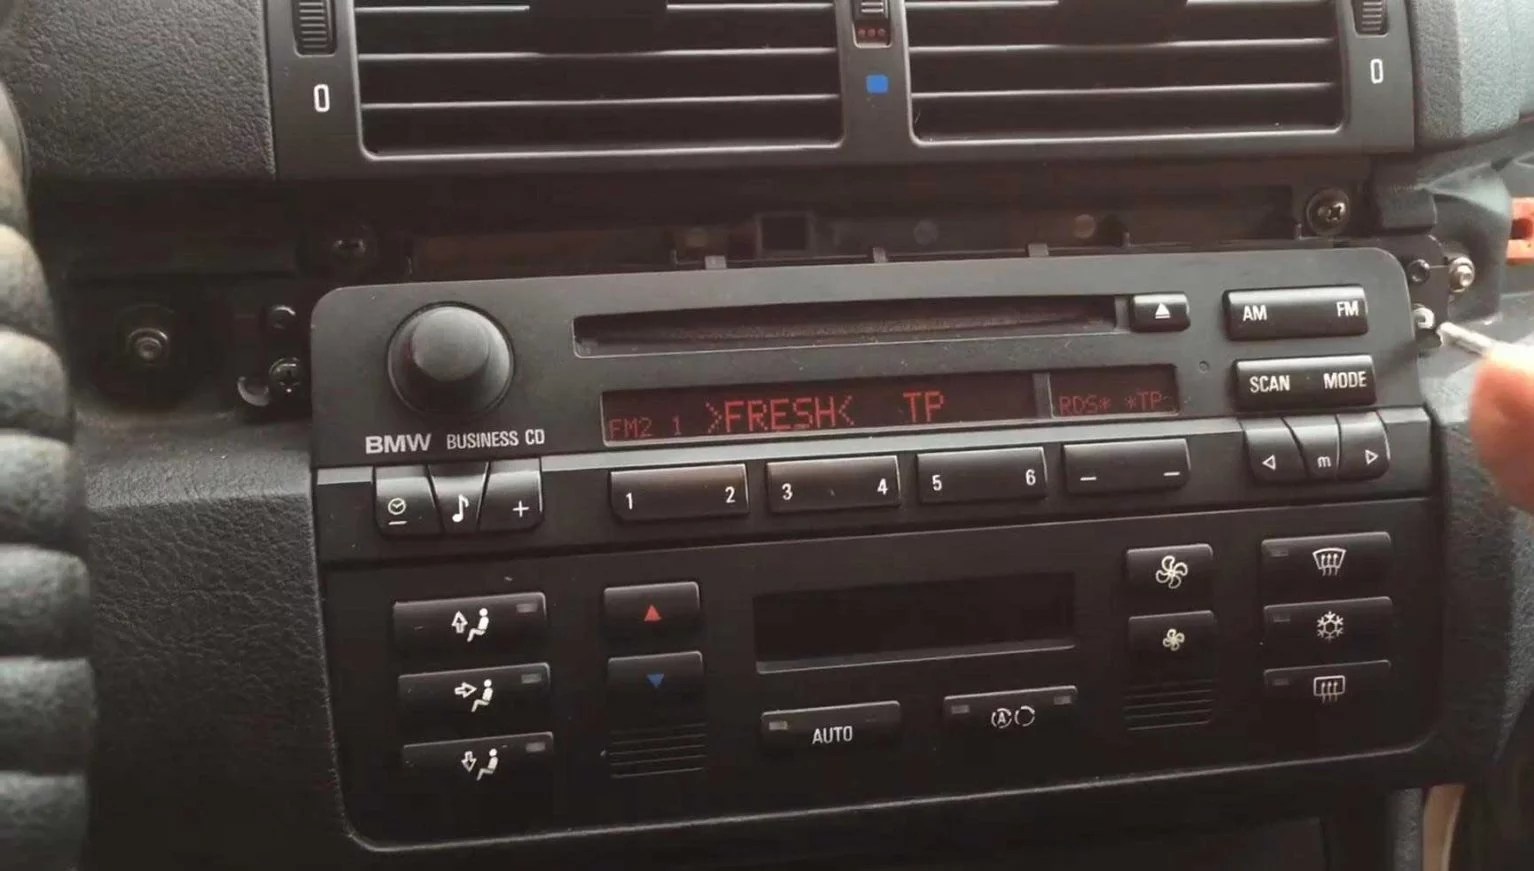 0
0
AM FM
SCAN MODE
FM2 1 >FRESH< TP RDS* *TP
BMW BUSINESS CD
1 2 3 4 5 6
m
+
AUTO
A